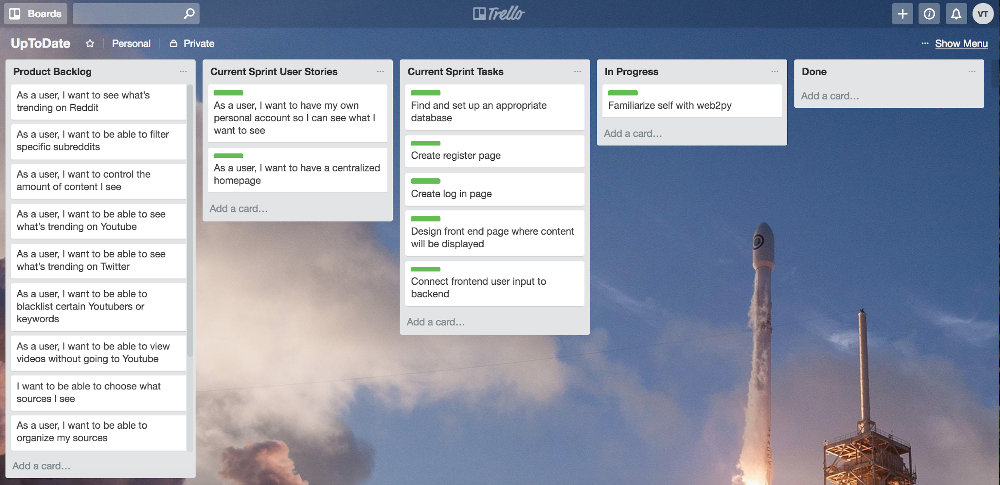 Boards
Trello
VT
UpToDate
Personal
Private
... Show Menu
Product Backlog
As a user, I want to see what's
trending on Reddit
As a user, I want to be able to filter
specific subreddits
As a user, I want to control the
amount of content I see
As a user, I want to be able to see
what's trending on Youtube
As a user, I want to be able to see
what's trending on Twitter
As a user, I want to be able to
blacklist certain Youtubers or
keywords
As a user, I want to be able to view
videos without going to Youtube
I want to be able to choose what
sources I see
As a user, I want to be able to
organize my sources
Add a card...
Current Sprint User Stories
As a user, I want to have my own
personal account so I can see what I
want to see
As a user, I want to have a centralized
homepage
Add a card...
Current Sprint Tasks
Find and set up an appropriate
database
Create register page
Create log in page
Design front end page where content
will be displayed
Connect frontend user input to
backend
Add a card...
In Progress
Familiarize self with web2py
Add a card...
Done
Add a card...